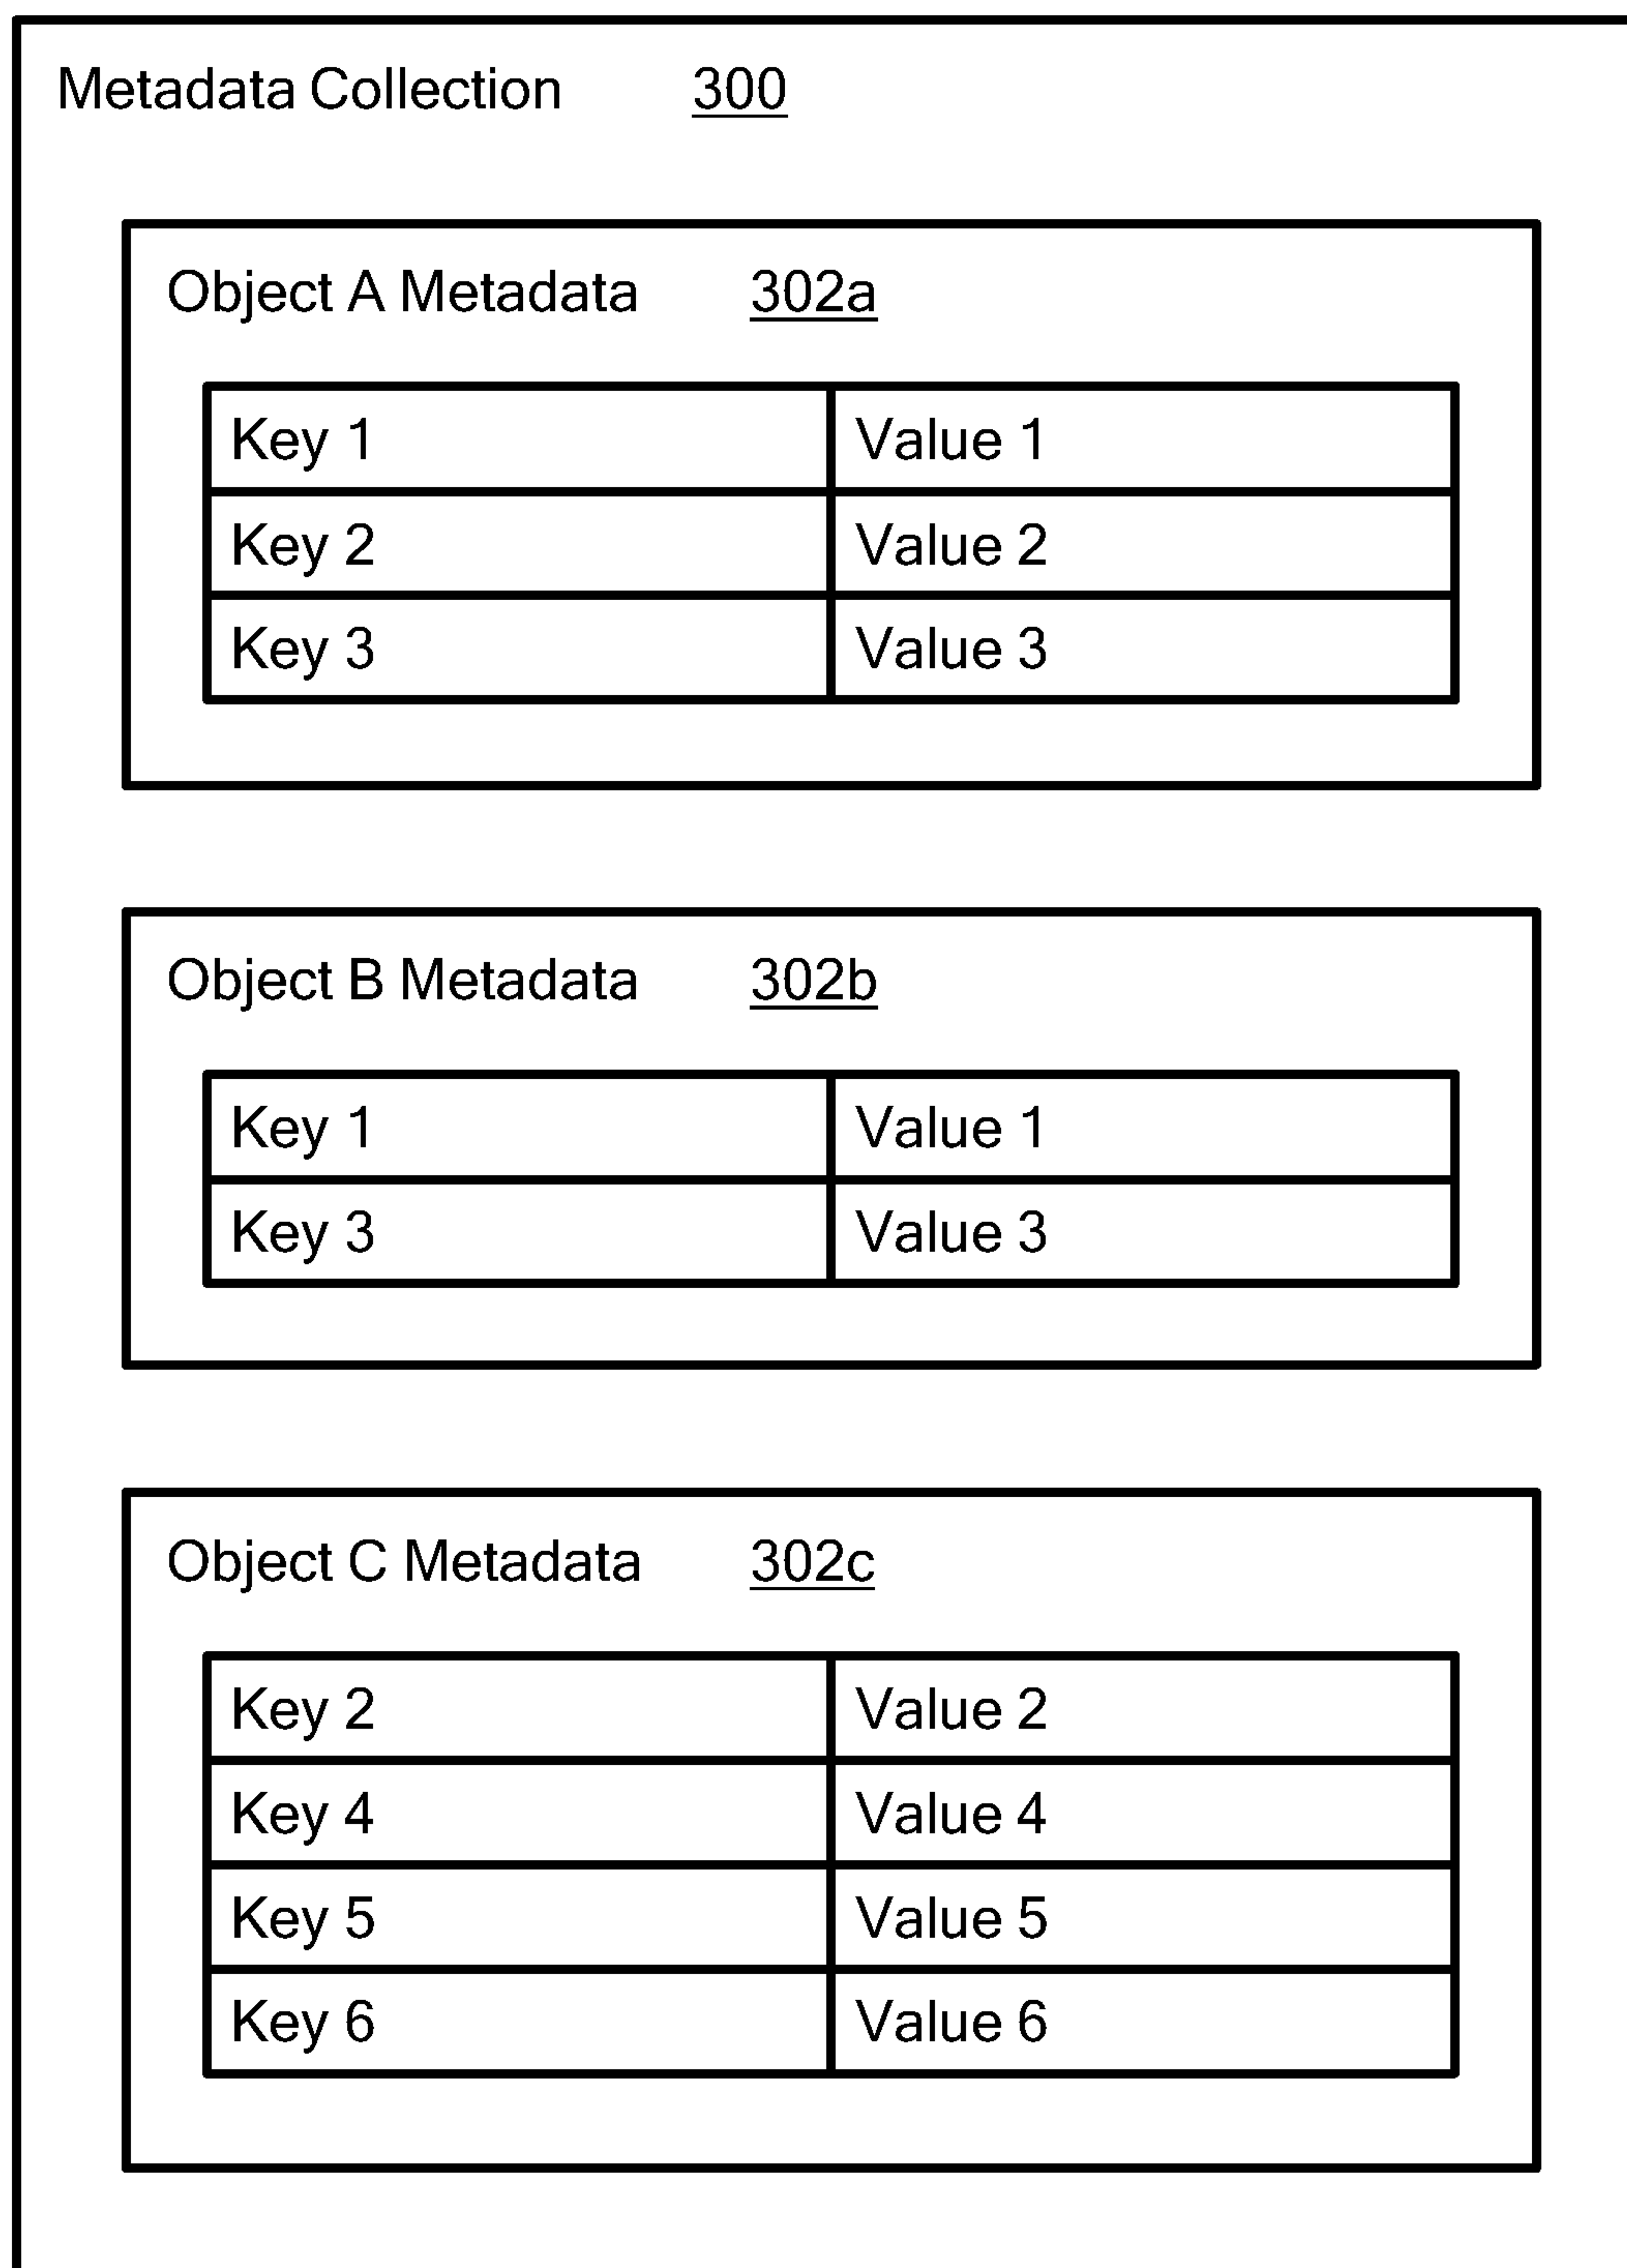 Metadata Collection 300
Object A Metadata 302a
Key 1 Value 1
Key 2 Value 2
Key 3 Value 3
Object B Metadata 302b
Key 1 Value 1
Key 3 Value 3
Object C Metadata 302c
Key 2 Value 2
Key 4 Value 4
Key 5 Value 5
Key 6 Value 6